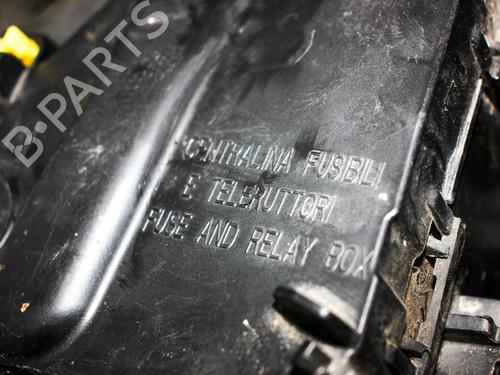 B-PARTS
CENTRALINA FUSIBILI
E TELERUTTORI
FUSE AND RELAY BOX